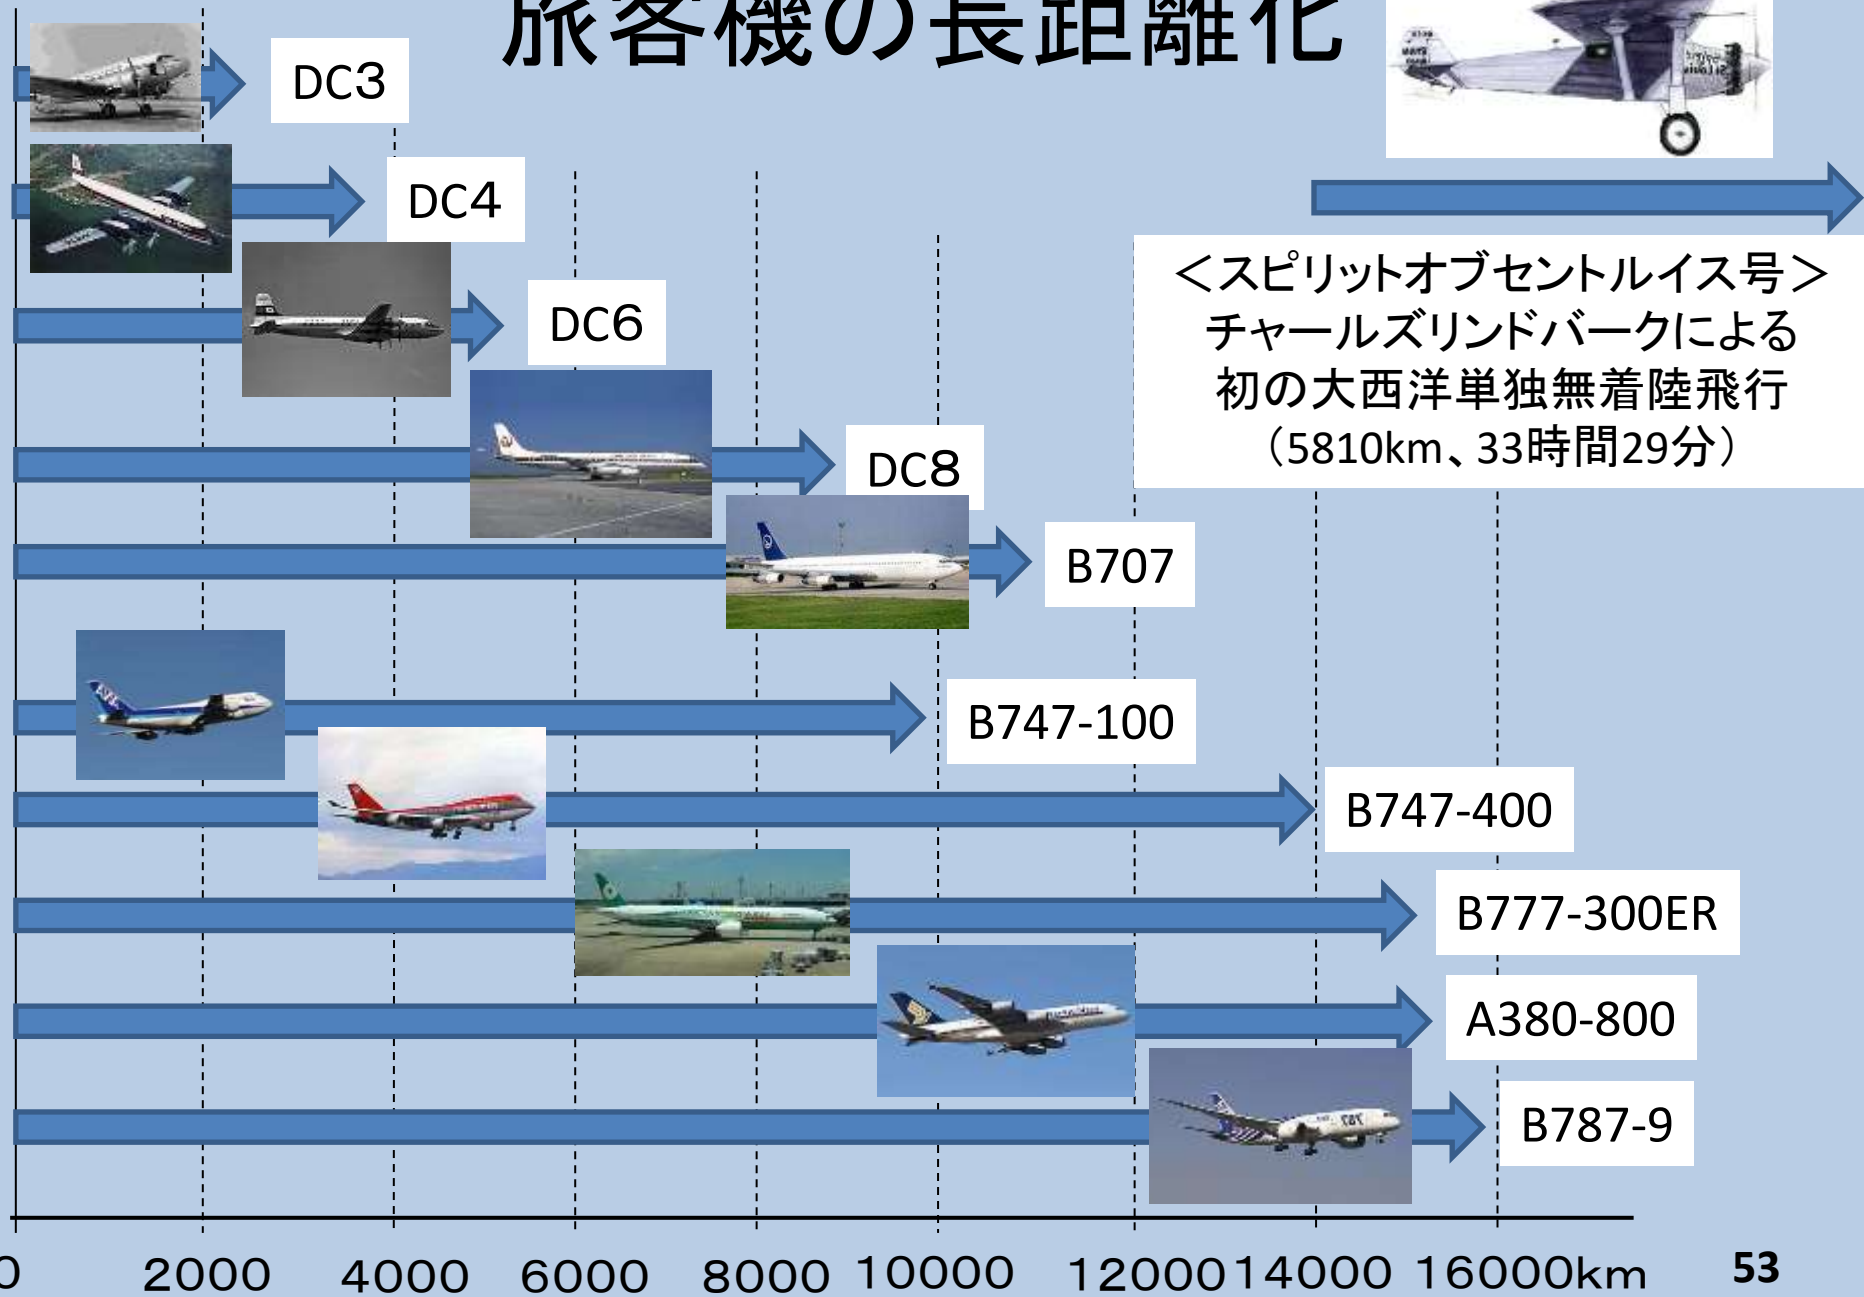 旅客機の長距離化
DC3
DC4
DC6
DC8
B707
B747-100
B747-400
B777-300ER
A380-800
B787-9
＜スピリットオブセントルイス号＞
チャールズリンドバークによる
初の大西洋単独無着陸飛行
（5810km、33時間29分）
0 2000 4000 6000 8000 10000 12000 14000 16000km
53